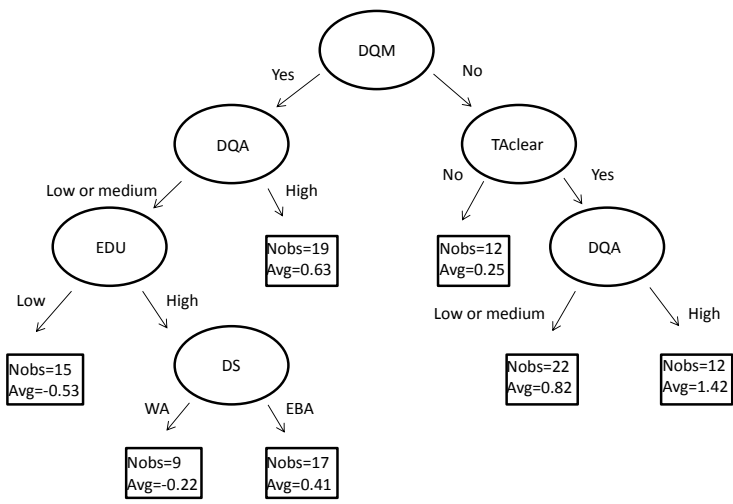 DQM
Yes
No
DQA
TAclear
Low or medium
High
No
Yes
EDU
Nobs=19
Avg=0.63
Nobs=12
Avg=0.25
DQA
Low
High
Low or medium
High
Nobs=15
Avg=-0.53
DS
Nobs=22
Avg=0.82
Nobs=12
Avg=1.42
WA
EBA
Nobs=9
Avg=-0.22
Nobs=17
Avg=0.41